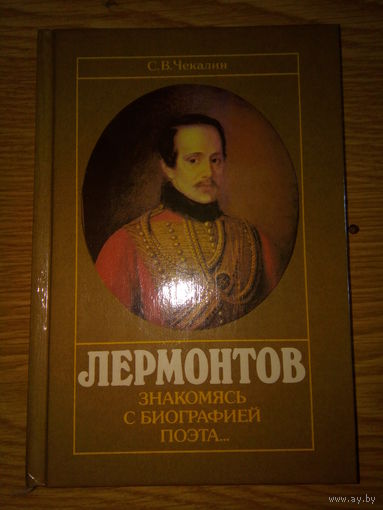 С.В.Чекалин
ЛЕРМОНТОВ
ЗНАКОМЯСЬ
С БИОГРАФИЕЙ
ПОЭТА...
www.ay.by